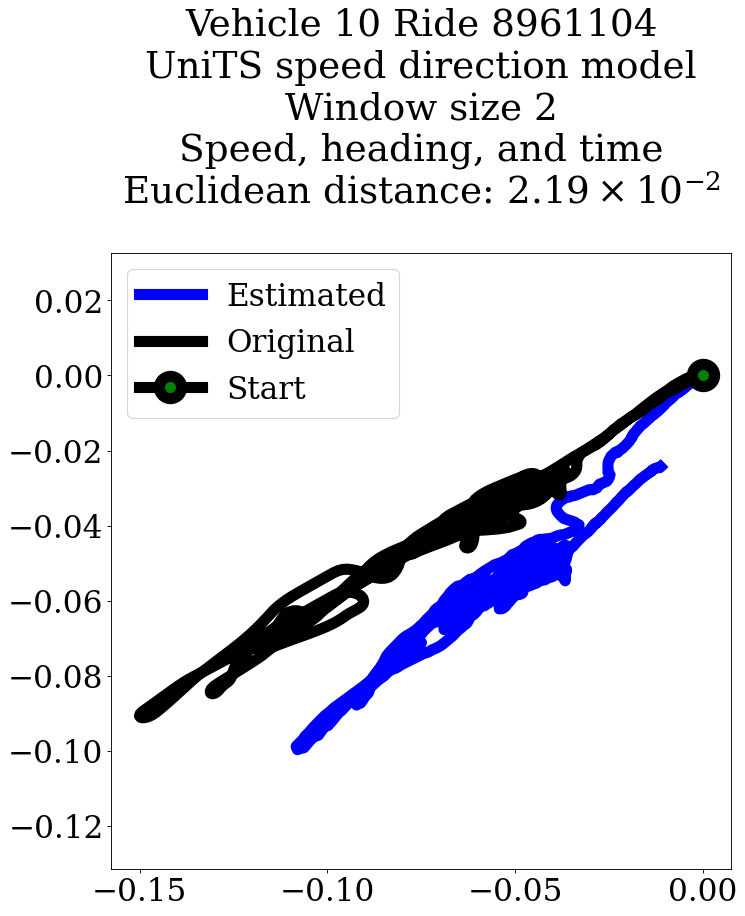 Vehicle 10 Ride 8961104
UniTS speed direction model
Window size 2
Speed, heading, and time
Euclidean distance: 2.19 × 10⁻²
Estimated
Original
Start
0.02
0.00
−0.02
−0.04
−0.06
−0.08
−0.10
−0.12
−0.15 −0.10 −0.05 0.00